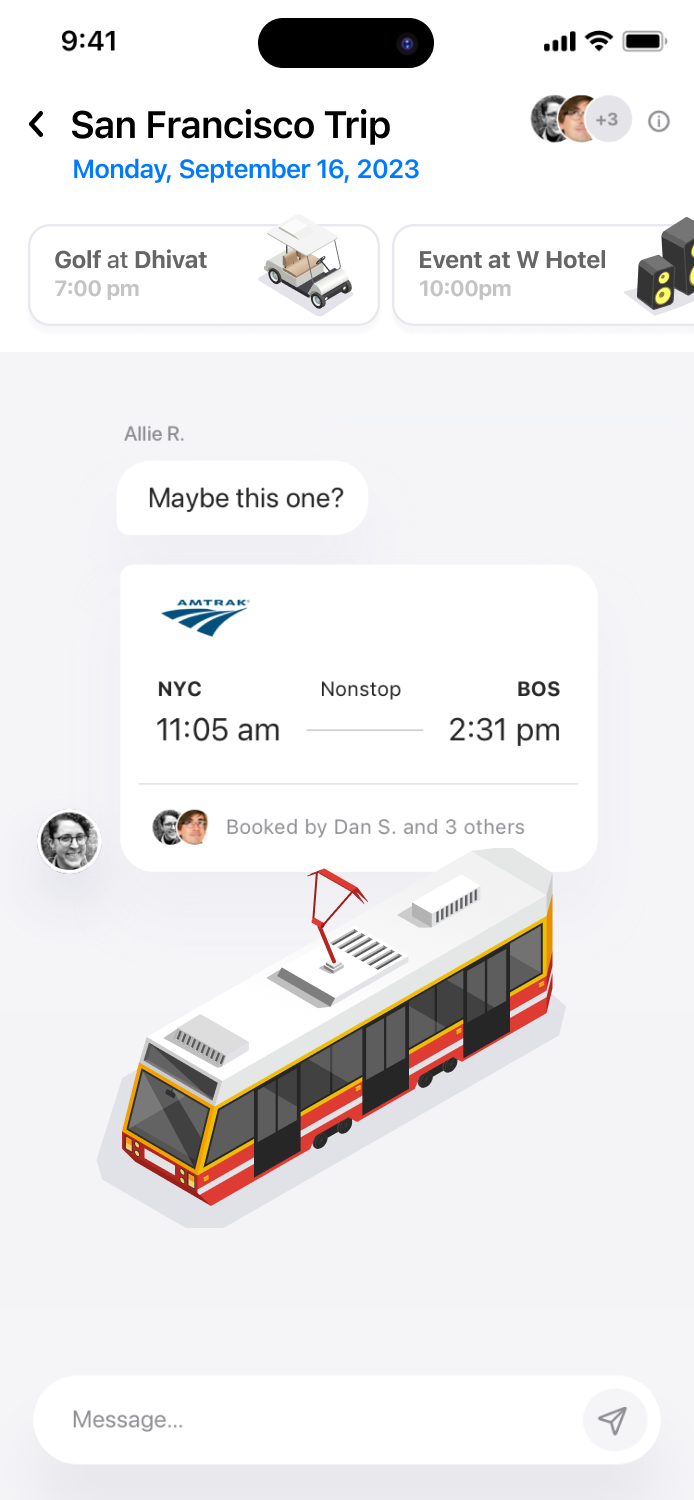 9:41
San Francisco Trip
+3
Monday, September 16, 2023
Golf at Dhivat
7:00 pm
Event at W Hotel
10:00pm
Allie R.
Maybe this one?
AMTRAK
NYC Nonstop BOS
11:05 am 2:31 pm
Booked by Dan S. and 3 others
Message...